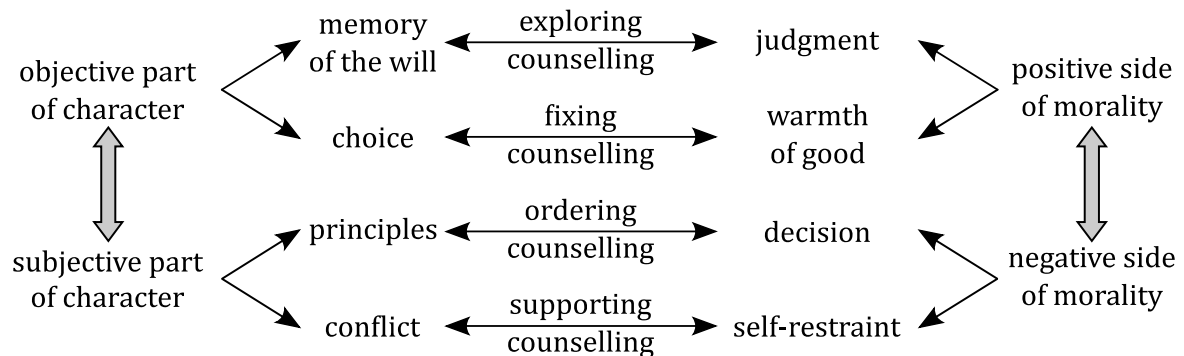 objective part
of character
memory
of the will
exploring
counselling
judgment
positive side
of morality
choice
fixing
counselling
warmth
of good
subjective part
of character
principles
ordering
counselling
decision
negative side
of morality
conflict
supporting
counselling
self-restraint